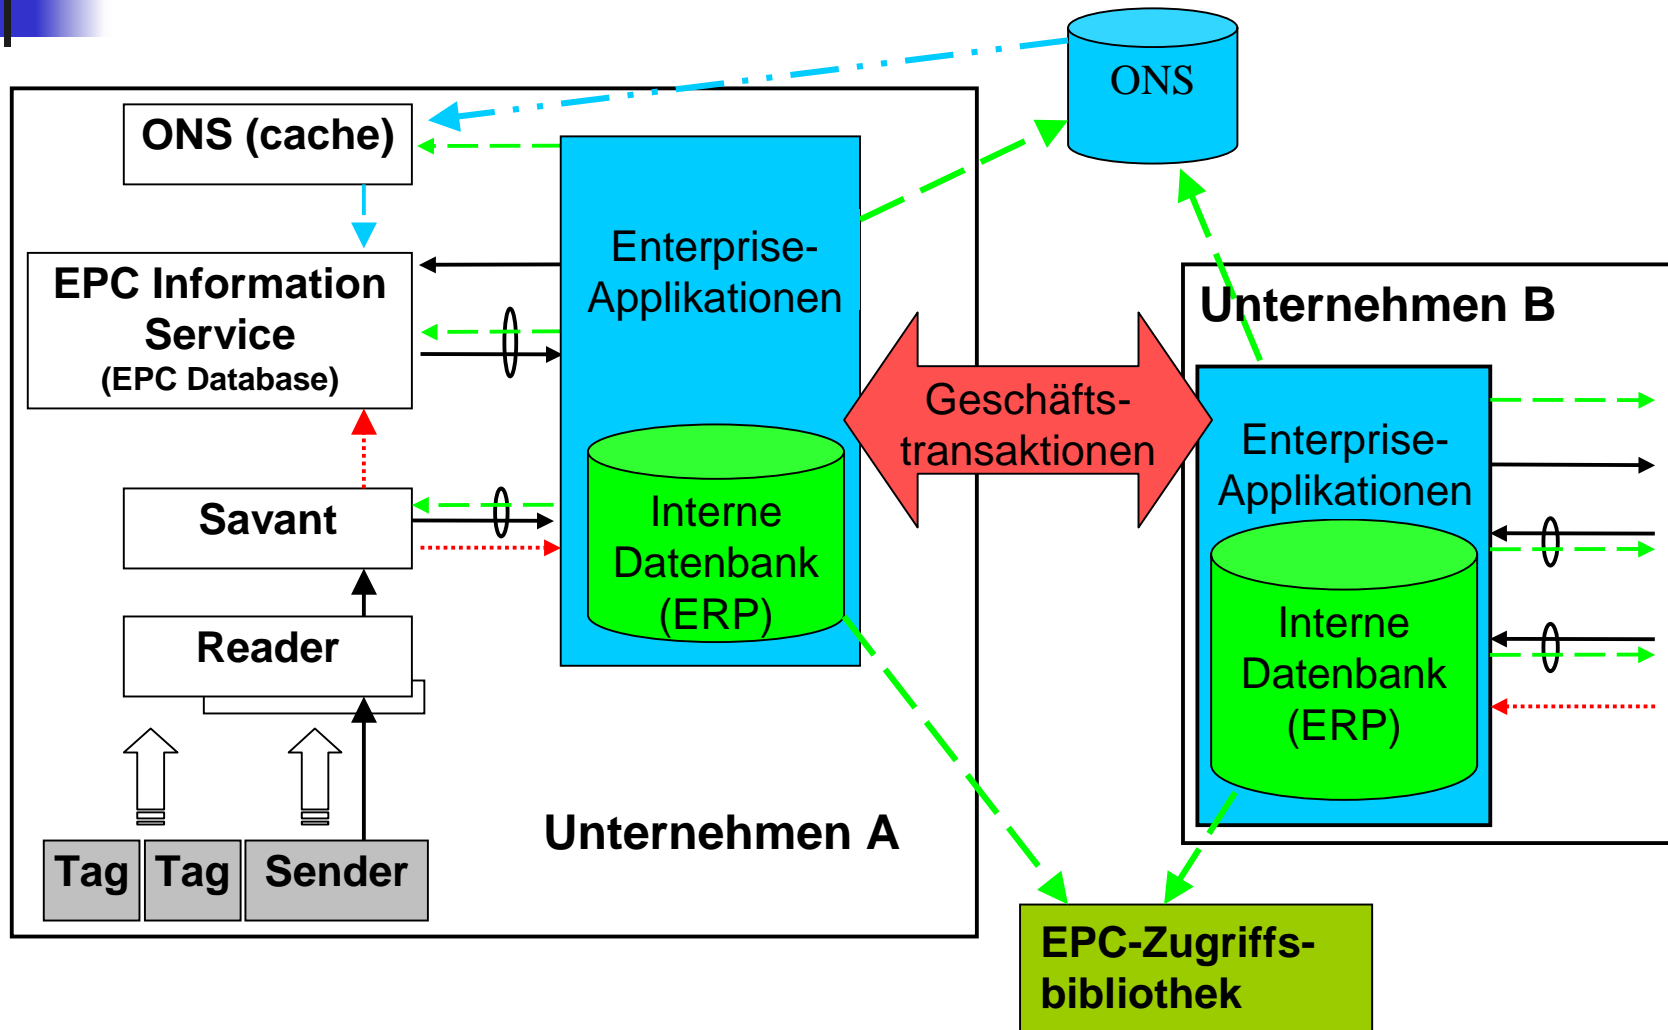 ONS
ONS (cache)
EPC Information
Service
(EPC Database)
Savant
Reader
Tag
Tag
Sender
Enterprise-
Applikationen
Interne
Datenbank
(ERP)
Unternehmen A
Geschäfts-
transaktionen
Unternehmen B
Enterprise-
Applikationen
Interne
Datenbank
(ERP)
EPC-Zugriffs-
bibliothek